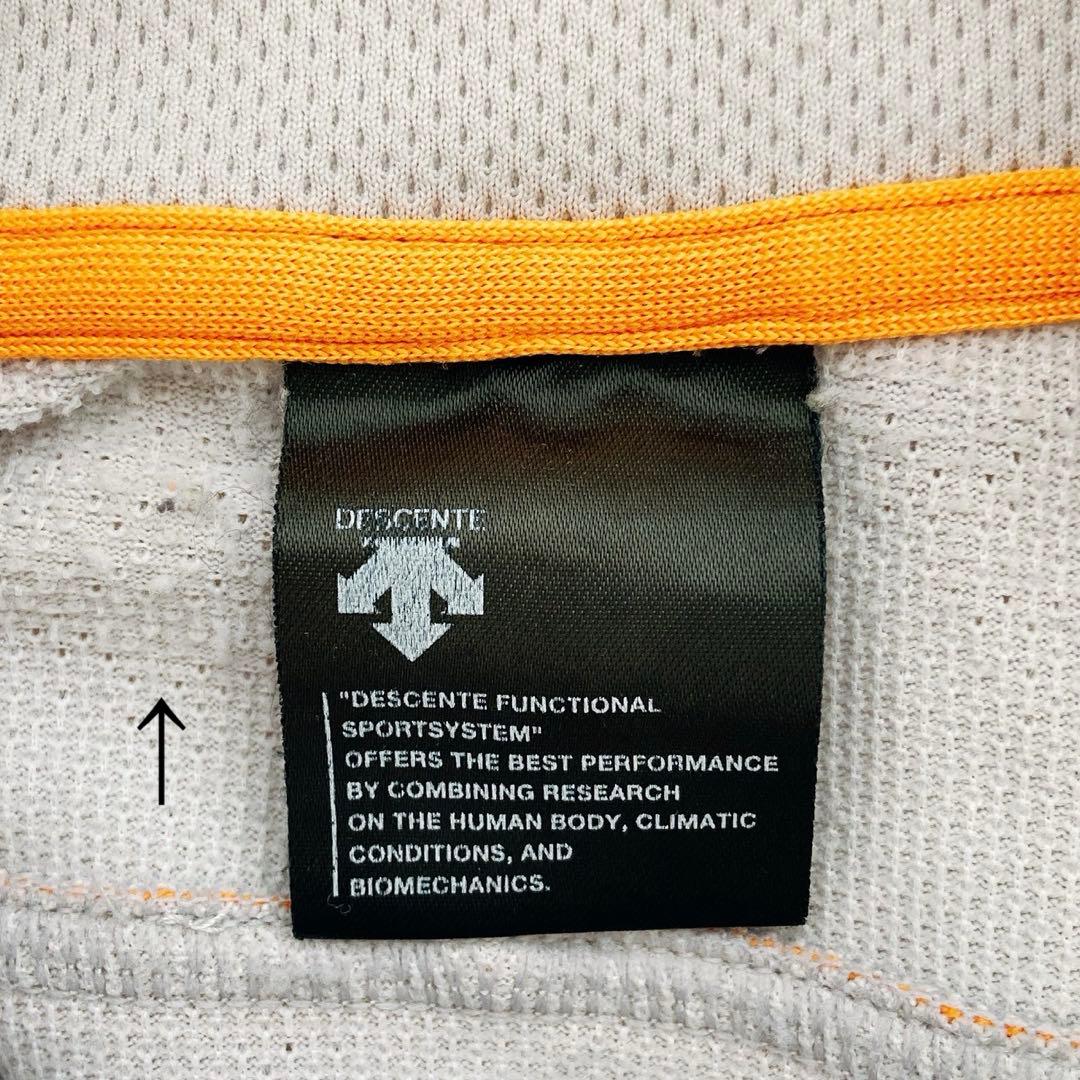 DESCENTE
"DESCENTE FUNCTIONAL
SPORTSYSTEM"
OFFERS THE BEST PERFORMANCE
BY COMBINING RESEARCH
ON THE HUMAN BODY, CLIMATIC
CONDITIONS, AND
BIOMECHANICS.